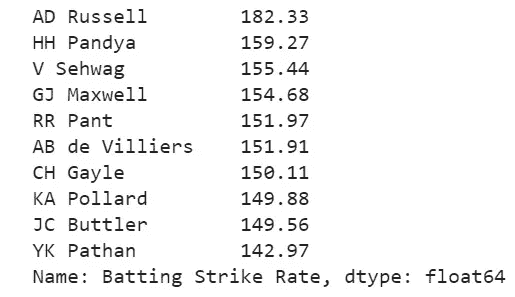 AD Russell 182.33
HH Pandya 159.27
V Sehwag 155.44
GJ Maxwell 154.68
RR Pant 151.97
AB de Villiers 151.91
CH Gayle 150.11
KA Pollard 149.88
JC Buttler 149.56
YK Pathan 142.97
Name: Batting Strike Rate, dtype: float64